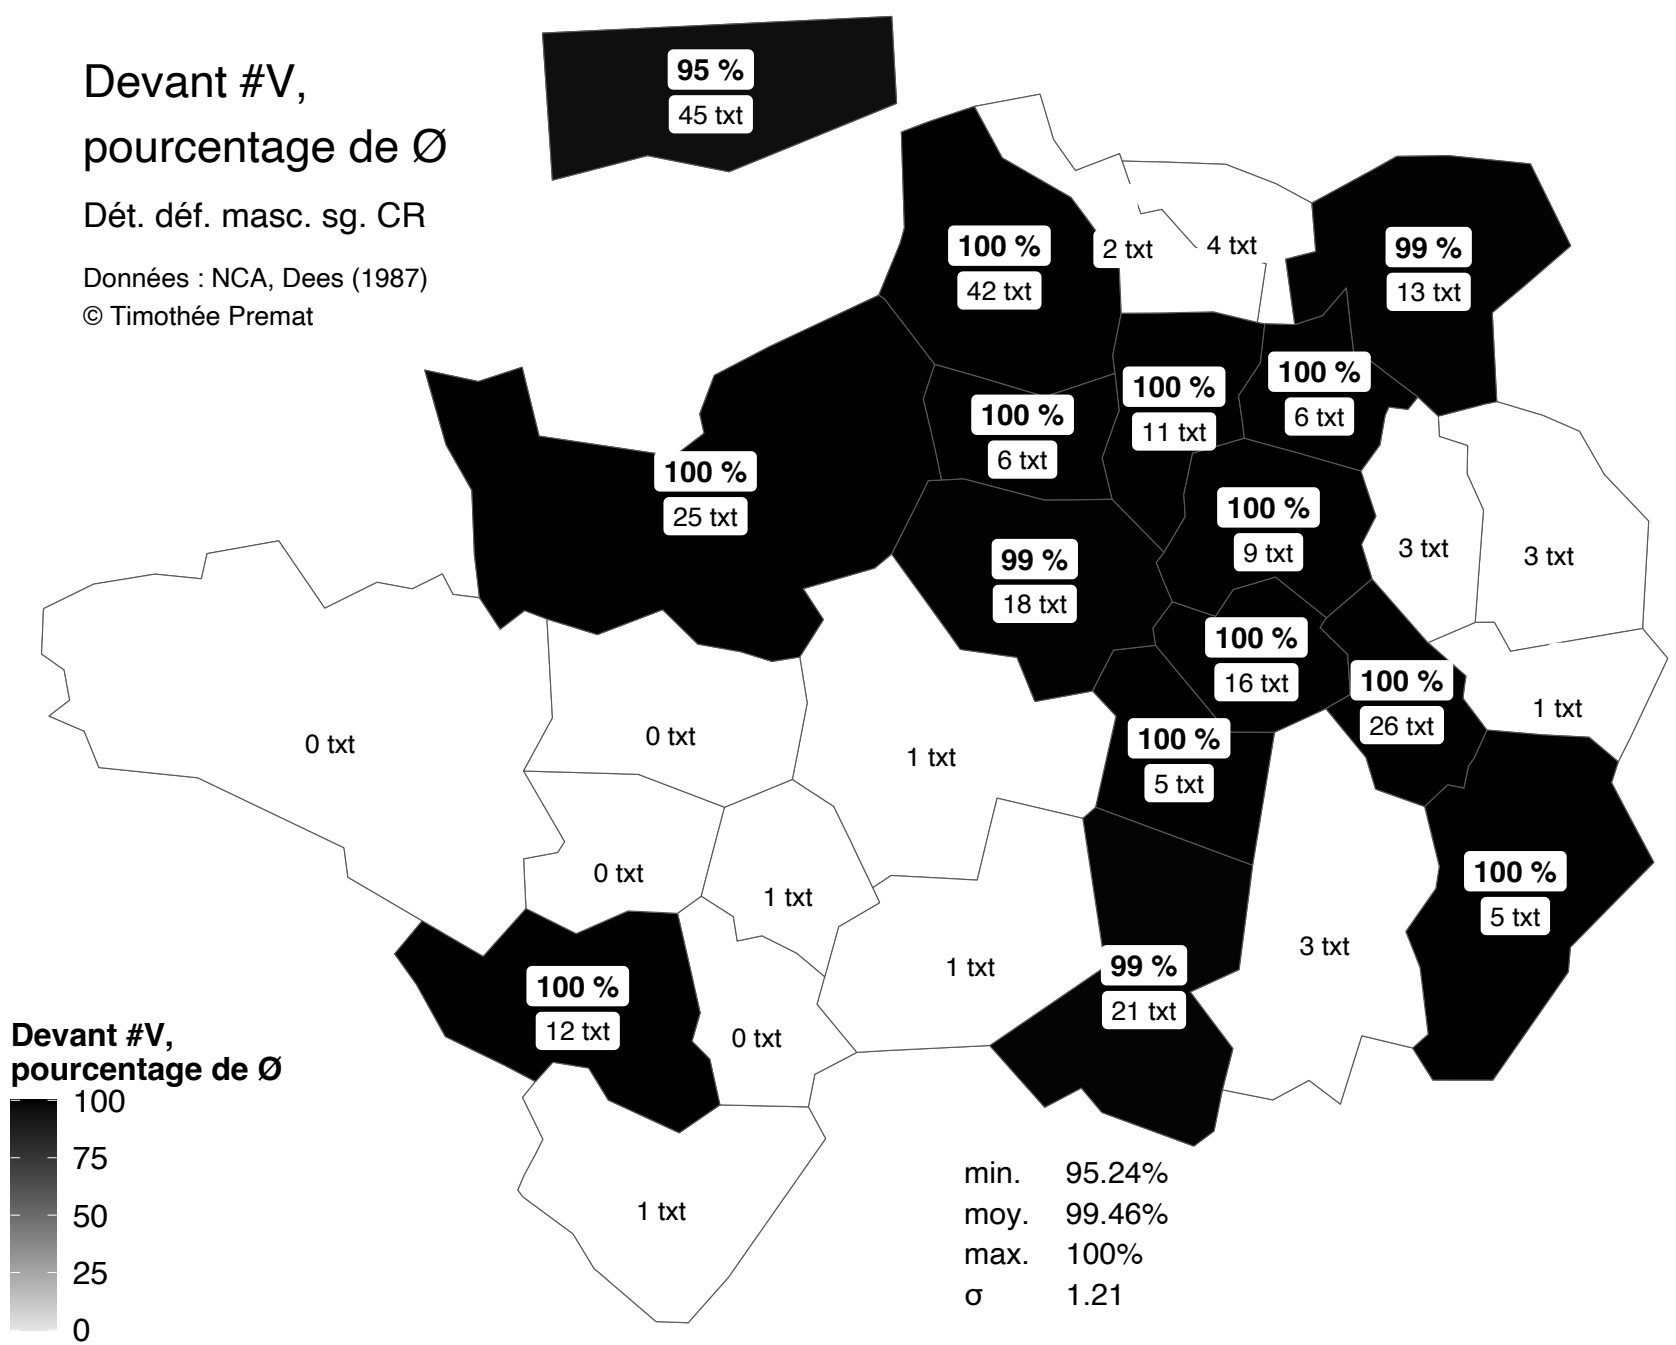 Devant #V,
pourcentage de Ø
Dét. déf. masc. sg. CR
Données : NCA, Dees (1987)
© Timothée Premat
95 %
45 txt
100 %
42 txt
2 txt
4 txt
99 %
13 txt
100 %
6 txt
100 %
11 txt
100 %
6 txt
100 %
25 txt
100 %
9 txt
99 %
18 txt
3 txt
3 txt
100 %
16 txt
100 %
26 txt
1 txt
0 txt
0 txt
1 txt
100 %
5 txt
0 txt
1 txt
100 %
5 txt
1 txt
99 %
21 txt
3 txt
100 %
12 txt
0 txt
1 txt
Devant #V,
pourcentage de Ø
100
75
50
25
0
min. 95.24%
moy. 99.46%
max. 100%
σ 1.21